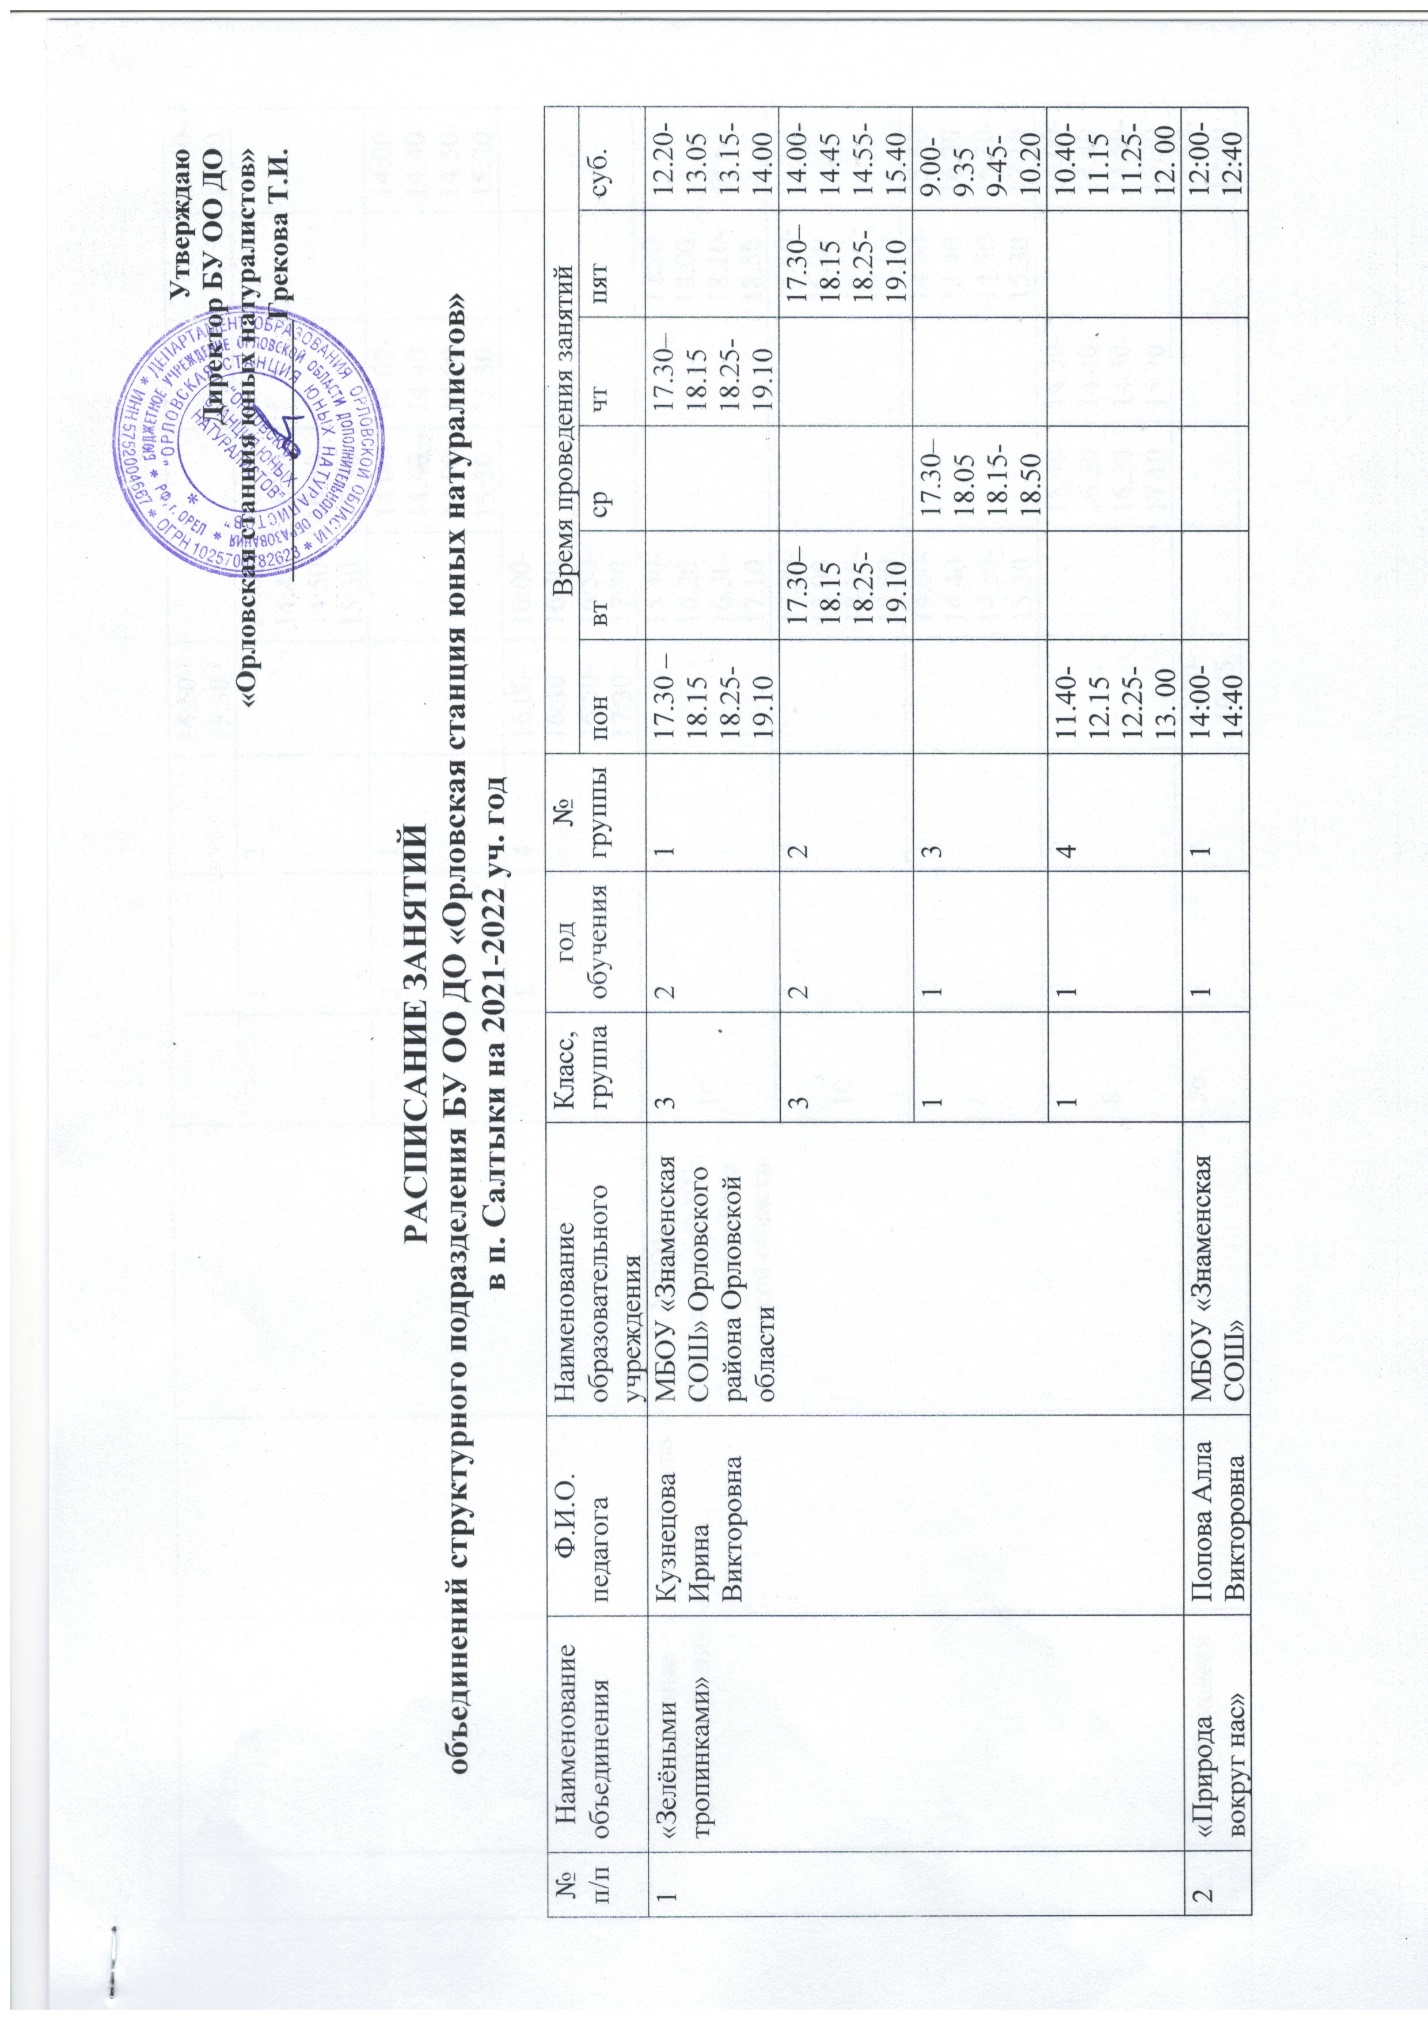 Утверждаю
Директор БУ ОО ДО
«Орловская станция юных натуралистов»
Грекова Т.И.
РАСПИСАНИЕ ЗАНЯТИЙ
объединений структурного подразделения БУ ОО ДО «Орловская станция юных натуралистов»
в п. Салтыки на 2021-2022 уч. год
№ п/п
Наименование объединения
Ф.И.О. педагога
Наименование образовательного учреждения
Класс, группа
год обучения
№ группы
Время проведения занятий
пон вт ср чт пят суб.
1
«Зелёными
тропинками»
Кузнецова
Ирина
Викторовна
МБОУ «Знаменская
СОШ» Орловского
района Орловской
области
3 2 1
17.30 –
18.15
18.25-
19.10
17.30–
18.15
18.25-
19.10
12.20-
13.05
13.15-
14.00
3 2 2
17.30–
18.15
18.25-
19.10
17.30–
18.15
18.25-
19.10
14.00-
14.45
14.55-
15.40
1 1 3
17.30–
18.05
18.15-
18.50
9.00-
9.35
9-45-
10.20
1 1 4
11.40-
12.15
12.25-
13. 00
10.40-
11.15
11.25-
12. 00
2
«Природа
вокруг нас»
Попова Алла
Викторовна
МБОУ «Знаменская
СОШ»
1 1
14:00-
14:40
12:00-
12:40